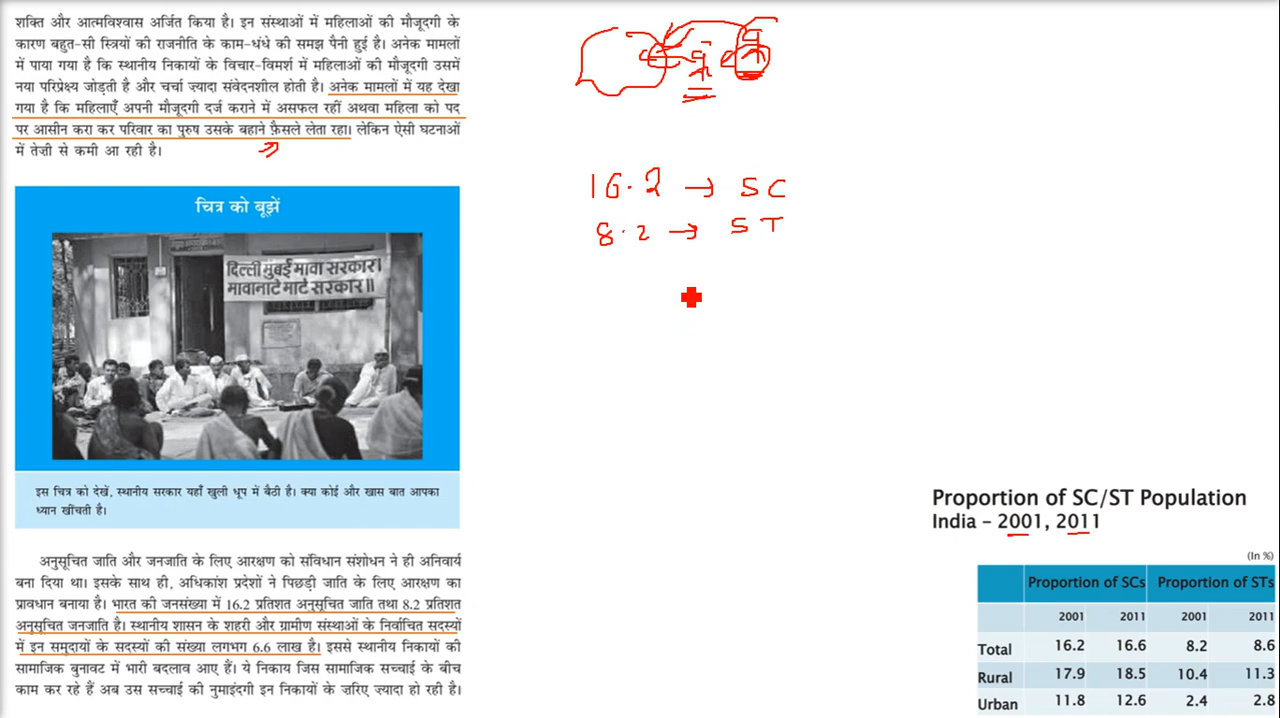 शक्ति और आत्मविश्वास अर्जित किया है। इन संस्थाओं में महिलाओं की मौजूदगी के
कारण बहुत-सी स्त्रियों की राजनीति के काम-धंधे की समझ पैनी हुई है। अनेक मामलों
में पाया गया है कि स्थानीय निकायों के विचार-विमर्श में महिलाओं की मौजूदगी उसमें
नया परिप्रेक्ष्य जोड़ती है और चर्चा ज़्यादा संवेदनशील होती है। अनेक मामलों में यह देखा
गया है कि महिलाएँ अपनी मौजूदगी दर्ज कराने में असफल रहीं अथवा महिला को पद
पर आसीन करा कर परिवार का पुरुष उसके बहाने फ़ैसले लेता रहा। लेकिन ऐसी घटनाओं
में तेज़ी से कमी आ रही है।
चित्र को बूझें
दिल्ली मुंबई मावा सरकार।
मावानाटे माटे सरकार॥
इस चित्र को देखें, स्थानीय सरकार यहाँ खुली धूप में बैठी है। क्या कोई और खास बात आपका
ध्यान खींचती है।
अनुसूचित जाति और जनजाति के लिए आरक्षण को संविधान संशोधन ने ही अनिवार्य
बना दिया था। इसके साथ ही, अधिकांश प्रदेशों ने पिछड़ी जाति के लिए आरक्षण का
प्रावधान बनाया है। भारत की जनसंख्या में 16.2 प्रतिशत अनुसूचित जाति तथा 8.2 प्रतिशत
अनुसूचित जनजाति है। स्थानीय शासन के शहरी और ग्रामीण संस्थाओं के निर्वाचित सदस्यों
में इन समुदायों के सदस्यों की संख्या लगभग 6.6 लाख है। इससे स्थानीय निकायों की
सामाजिक बुनावट में भारी बदलाव आए हैं। ये निकाय जिस सामाजिक सच्चाई के बीच
काम कर रहे हैं अब उस सच्चाई की नुमाइंदगी इन निकायों के ज़रिए ज़्यादा हो रही है।
16.2 → SC
8.2 → ST
Proportion of SC/ST Population
India – 2001, 2011
(In %)
Proportion of SCs Proportion of STs
2001 2011 2001 2011
Total 16.2 16.6 8.2 8.6
Rural 17.9 18.5 10.4 11.3
Urban 11.8 12.6 2.4 2.8